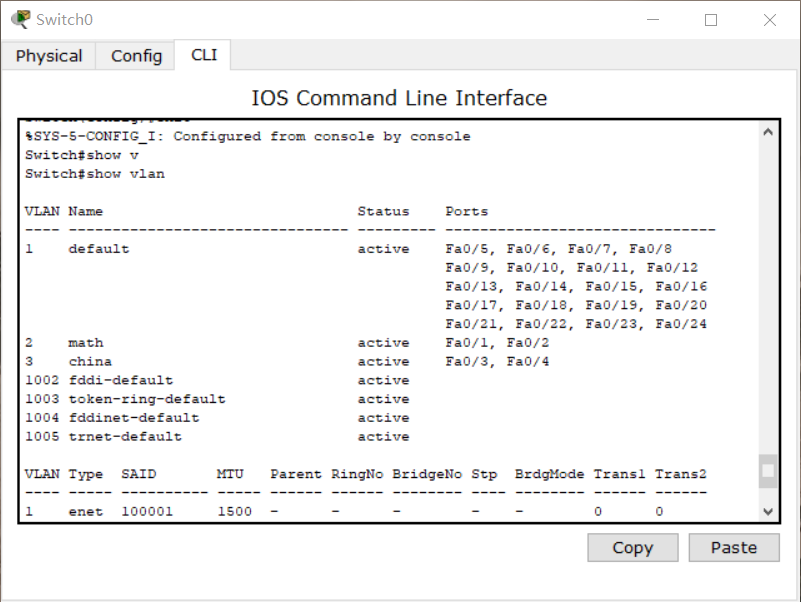 Switch0
Physical Config CLI
IOS Command Line Interface
%SYS-5-CONFIG_I: Configured from console by console
Switch#show v
Switch#show vlan
VLAN Name                             Status    Ports
---- -------------------------------- --------- -------------------------------
1    default                          active    Fa0/5, Fa0/6, Fa0/7, Fa0/8
                                                Fa0/9, Fa0/10, Fa0/11, Fa0/12
                                                Fa0/13, Fa0/14, Fa0/15, Fa0/16
                                                Fa0/17, Fa0/18, Fa0/19, Fa0/20
                                                Fa0/21, Fa0/22, Fa0/23, Fa0/24
2    math                             active    Fa0/1, Fa0/2
3    china                            active    Fa0/3, Fa0/4
1002 fddi-default                     active
1003 token-ring-default               active
1004 fddinet-default                  active
1005 trnet-default                    active
VLAN Type  SAID       MTU   Parent RingNo BridgeNo Stp  BrdgMode Trans1 Trans2
---- ----- ---------- ----- ------ ------ -------- ---- -------- ------ ------
1    enet  100001     1500  -      -      -        -    -        0      0
Copy Paste